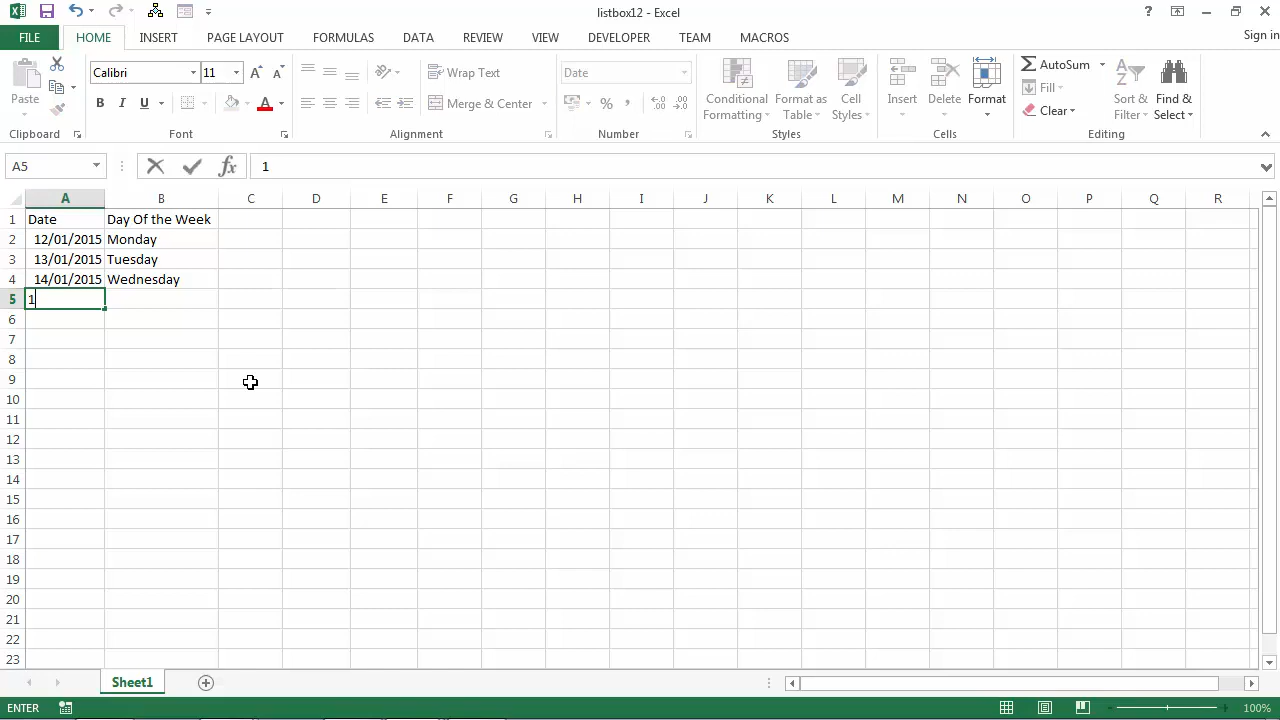 listbox12 - Excel
?
Sign in
FILE HOME INSERT PAGE LAYOUT FORMULAS DATA REVIEW VIEW DEVELOPER TEAM MACROS
Paste
Calibri 11 A A
B I U A
Wrap Text
Merge & Center
Date
% ,
Conditional Formatting
Format as Table
Cell Styles
Insert Delete Format
AutoSum
Fill
Clear
Sort & Filter
Find & Select
Clipboard Font Alignment Number Styles Cells Editing
A5 fx 1
A B C D E F G H I J K L M N O P Q R
1 Date Day Of the Week
2 12/01/2015 Monday
3 13/01/2015 Tuesday
4 14/01/2015 Wednesday
5 1
6
7
8
9
10
11
12
13
14
15
16
17
18
19
20
21
22
23
Sheet1
ENTER 100%